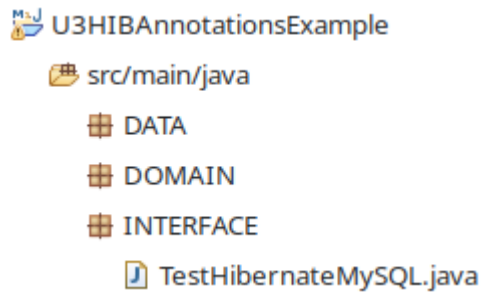 U3HIBAnnotationsExample
src/main/java
DATA
DOMAIN
INTERFACE
TestHibernateMySQL.java